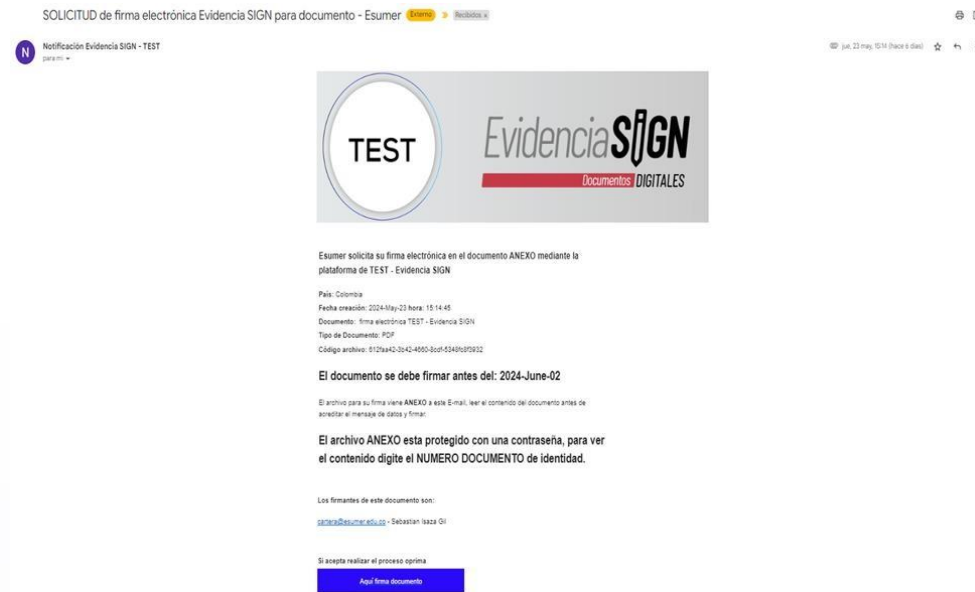 SOLICITUD de firma electrónica Evidencia SIGN para documento - Esumer Externo Recibidos x
N
Notificación Evidencia SIGN - TEST
para mí
jue, 23 may, 15:14 (hace 6 días)
TEST
Evidencia SIGN
Documentos DIGITALES
Esumer solicita su firma electrónica en el documento ANEXO mediante la
plataforma de TEST - Evidencia SIGN
País: Colombia
Fecha creación: 2024-May-23 hora: 15:14:45
Documento: firma electrónica TEST - Evidencia SIGN
Tipo de Documento: PDF
Código archivo:
El documento se debe firmar antes del: 2024-June-02
El archivo para su firma viene ANEXO a este E-mail, leer el contenido del documento antes de
acreditar el mensaje de datos y firmar.
El archivo ANEXO esta protegido con una contraseña, para ver
el contenido digite el NUMERO DOCUMENTO de identidad.
Los firmantes de este documento son:
cartera@esumer.edu.co - Sebastian Isaza Gil
Si acepta realizar el proceso oprima
Aquí firma documento